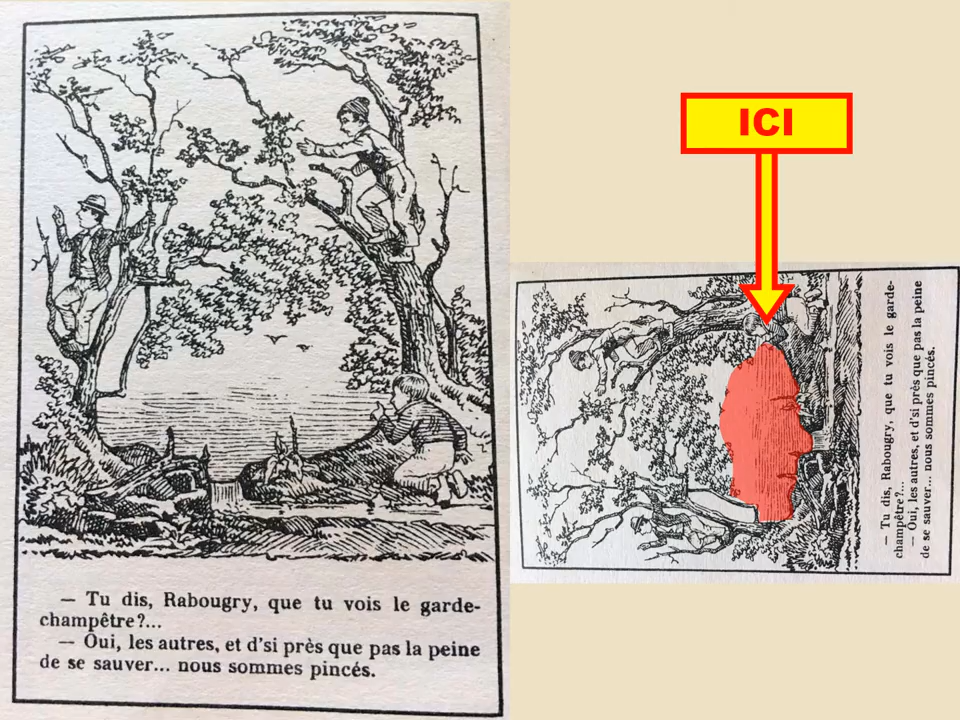 — Tu dis, Rabougry, que tu vois le garde-
champêtre?...
— Oui, les autres, et d'si près que pas la peine
de se sauver... nous sommes pincés.
ICI
— Tu dis, Rabougry, que tu vois le garde-
champêtre?...
— Oui, les autres, et d'si près que pas la peine
de se sauver... nous sommes pincés.